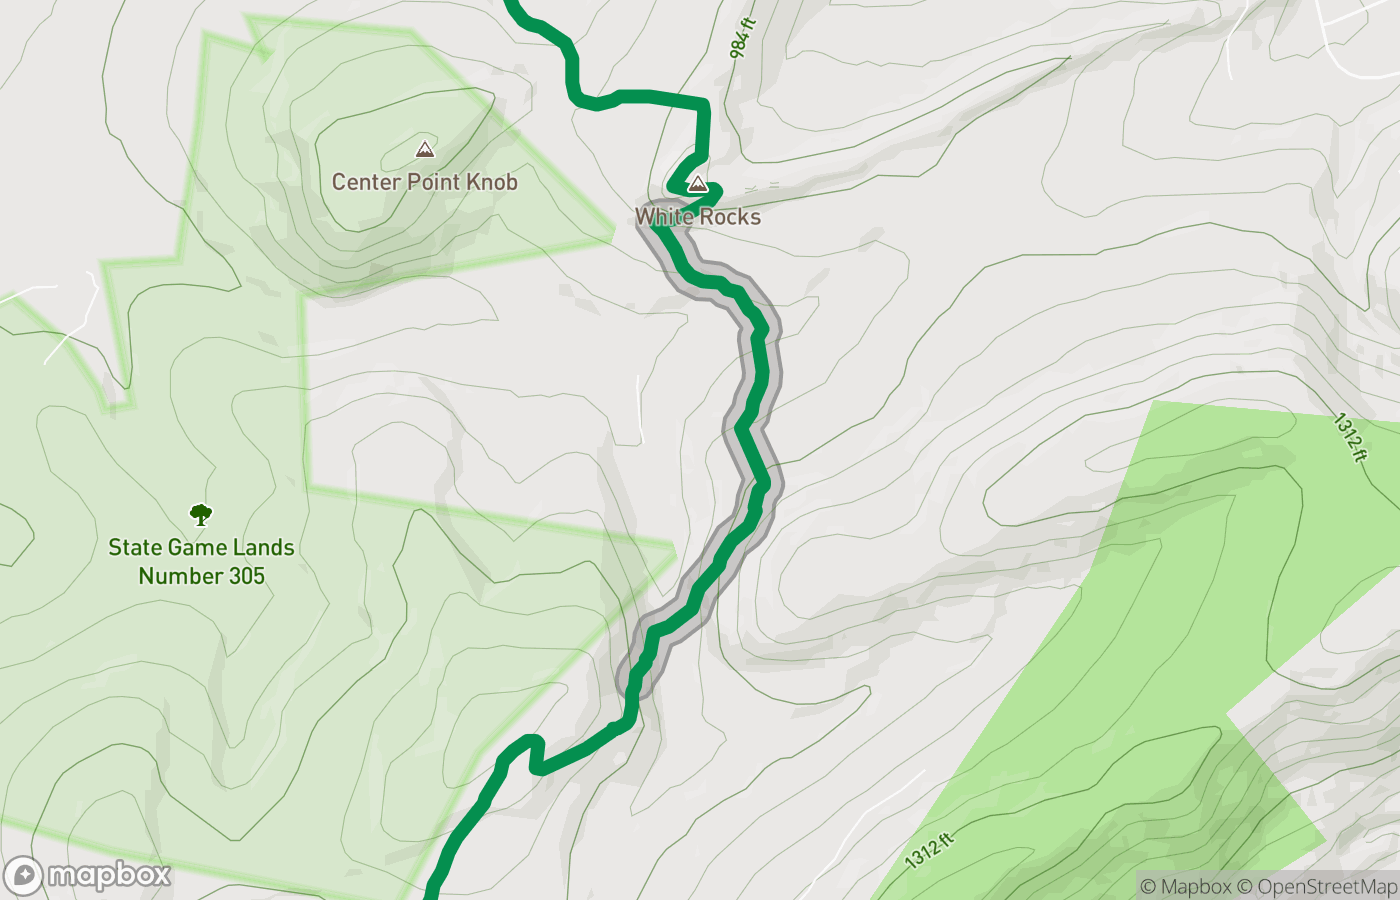 984 ft
Center Point Knob
White Rocks
1312 ft
State Game Lands
Number 305
1312 ft
mapbox
© Mapbox © OpenStreetMap